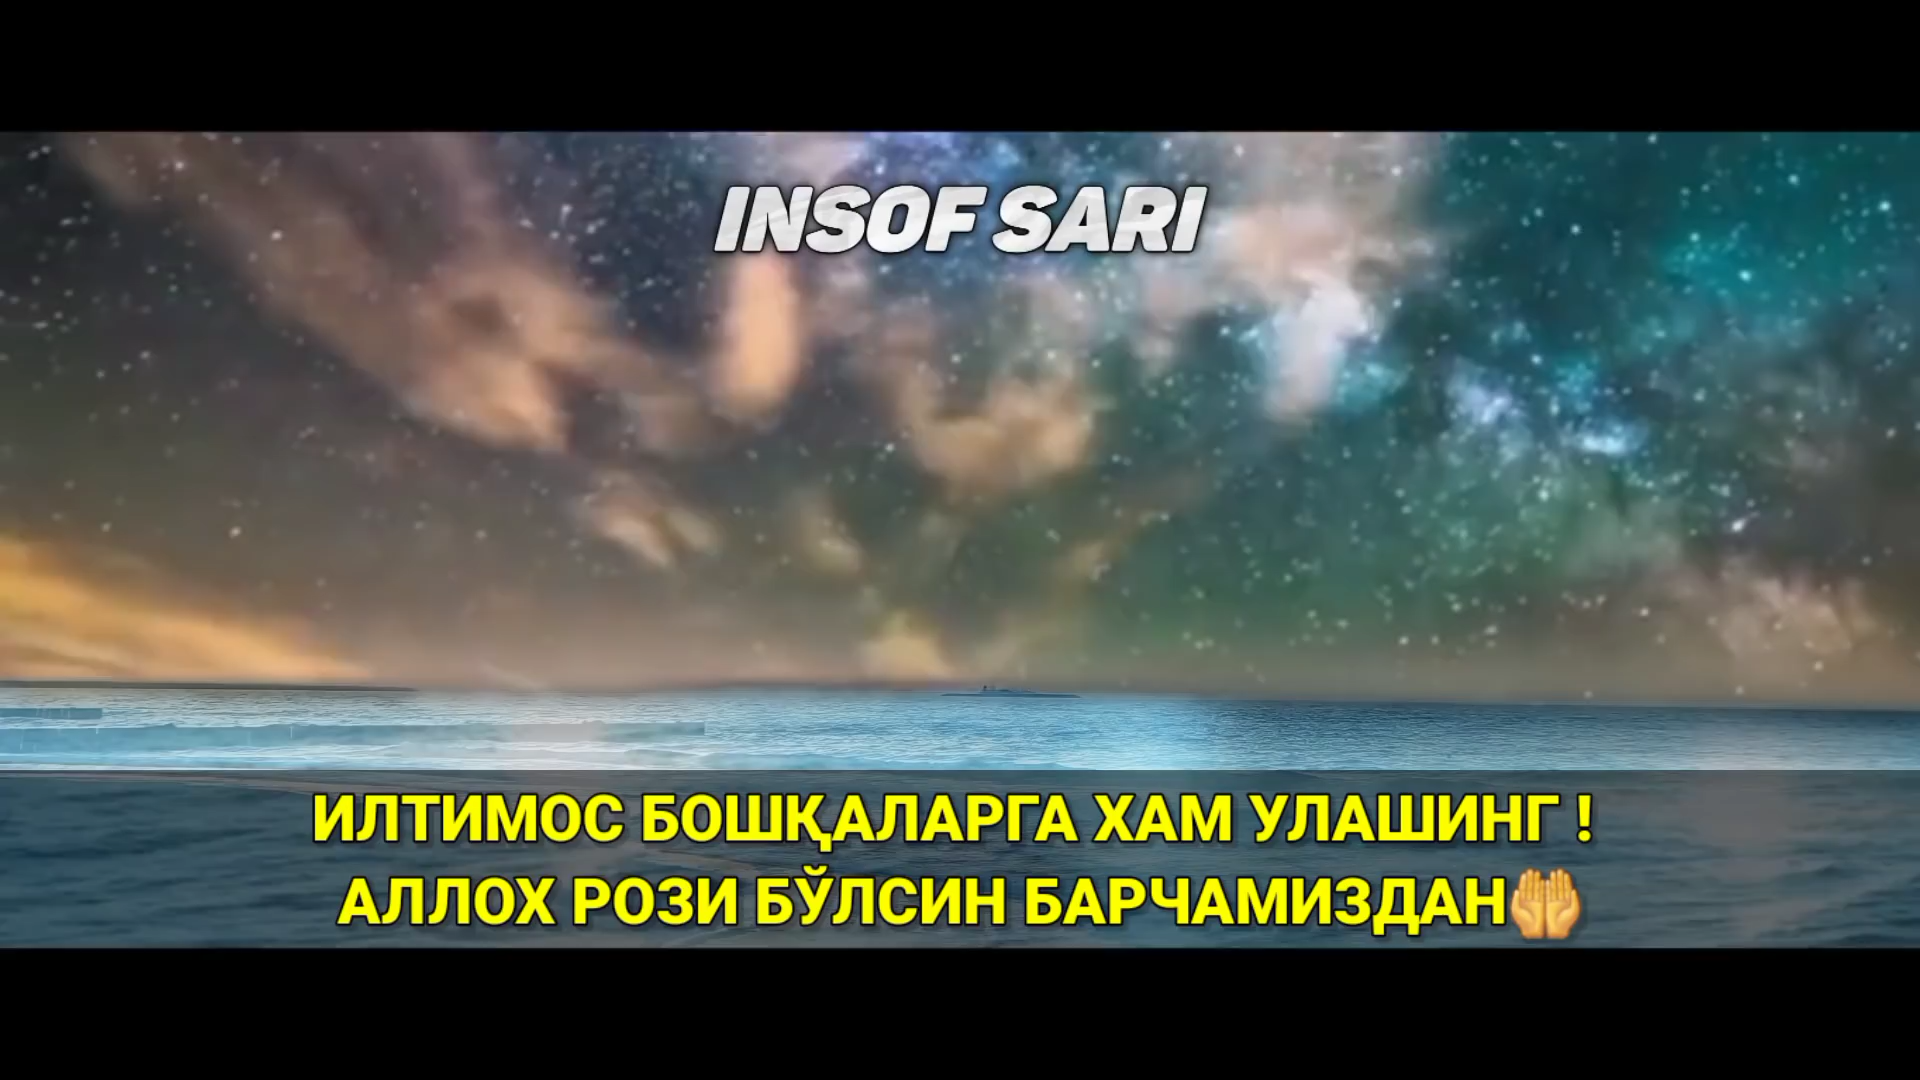 INSOF SARI
ИЛТИМОС БОШҚАЛАРГА ХАМ УЛАШИНГ !
АЛЛОХ РОЗИ БЎЛСИН БАРЧАМИЗДАН🤲